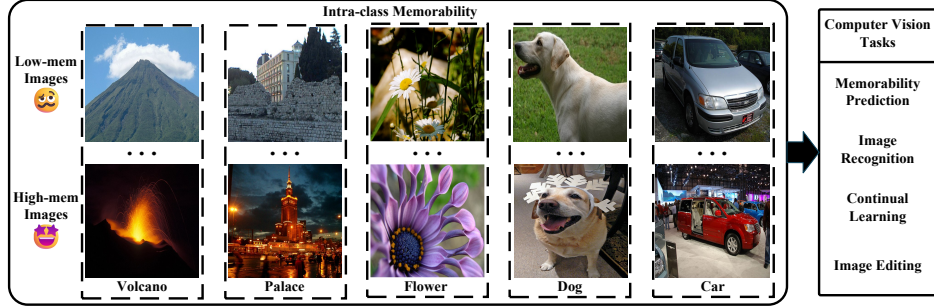 Intra-class Memorability
Low-mem
Images
. . .
. . .
. . .
. . .
. . .
High-mem
Images
Volcano
Palace
Flower
Dog
Car
Computer Vision
Tasks
Memorability
Prediction
Image
Recognition
Continual
Learning
Image Editing